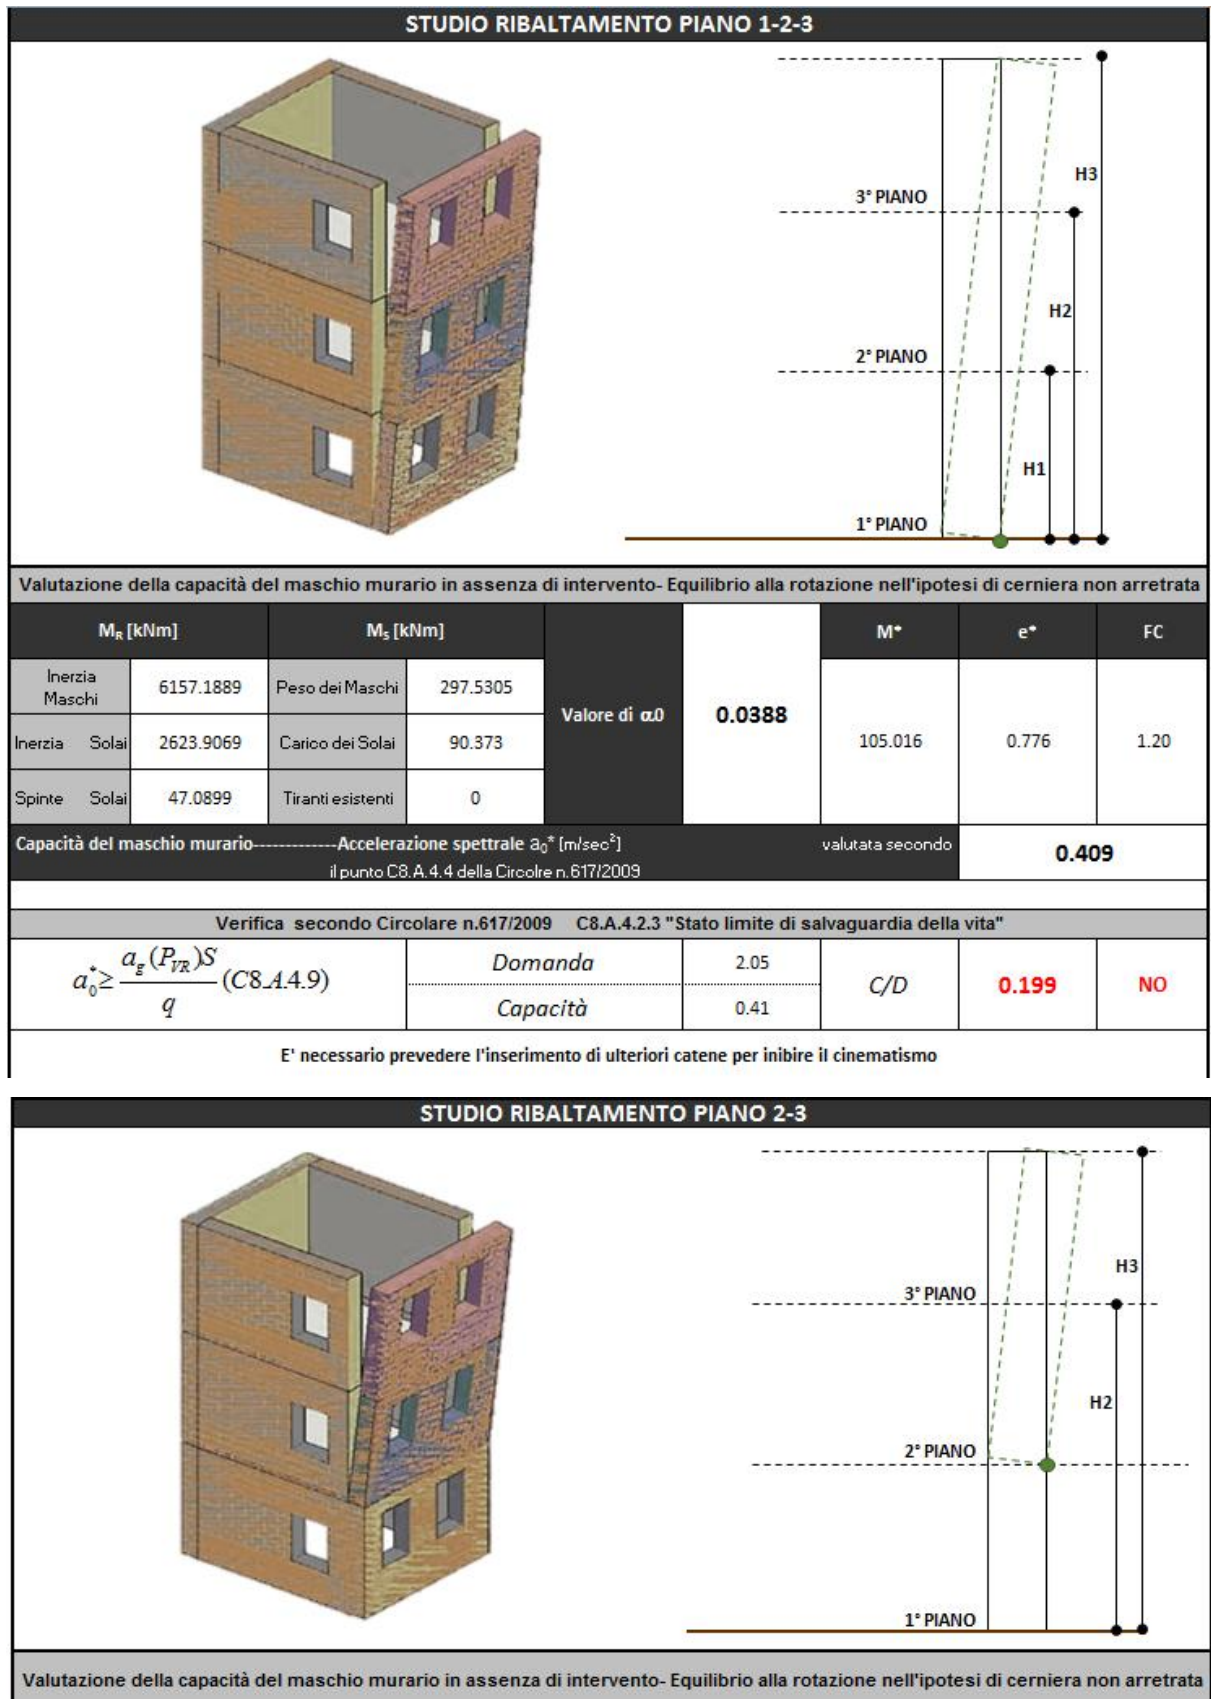 STUDIO RIBALTAMENTO PIANO 1-2-3
H3
3° PIANO
H2
2° PIANO
H1
1° PIANO
Valutazione della capacità del maschio murario in assenza di intervento- Equilibrio alla rotazione nell'ipotesi di cerniera non arretrata
MR [kNm] MS [kNm] Valore di α0 0.0388 M* e* FC
Inerzia Maschi 6157.1889 Peso dei Maschi 297.5305
Inerzia Solai 2623.9069 Carico dei Solai 90.373 105.016 0.776 1.20
Spinte Solai 47.0899 Tiranti esistenti 0
Capacità del maschio murario-------------Accelerazione spettrale a0* [m/sec²] valutata secondo 0.409
il punto C8.A.4.4 della Circolre n.617/2009
Verifica secondo Circolare n.617/2009 C8.A.4.2.3 "Stato limite di salvaguardia della vita"
a0* ≥ ag(PVR)S / q (C8.A.4.9) Domanda 2.05 C/D 0.199 NO
Capacità 0.41
E' necessario prevedere l'inserimento di ulteriori catene per inibire il cinematismo
STUDIO RIBALTAMENTO PIANO 2-3
H3
3° PIANO
H2
2° PIANO
1° PIANO
Valutazione della capacità del maschio murario in assenza di intervento- Equilibrio alla rotazione nell'ipotesi di cerniera non arretrata